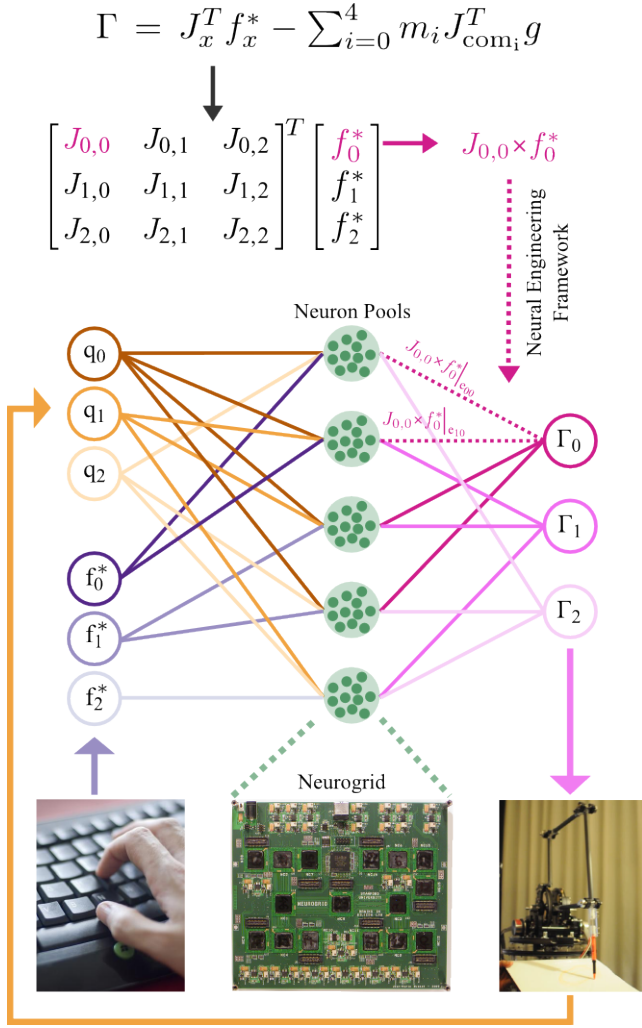 Γ = J_x^T f_x^* − ∑_{i=0}^{4} m_i J_{com_i}^T g
[ J_{0,0} J_{0,1} J_{0,2} ]^T [ f_0^* ] J_{0,0} × f_0^*
J_{1,0} J_{1,1} J_{1,2} f_1^*
J_{2,0} J_{2,1} J_{2,2} f_2^*
Neural Engineering
Framework
Neuron Pools
q_0
q_1
q_2
f_0^*
f_1^*
f_2^*
J_{0,0} × f_0^*|_{e_{00}}
J_{0,0} × f_0^*|_{e_{10}}
Γ_0
Γ_1
Γ_2
Neurogrid
NEUROGRID